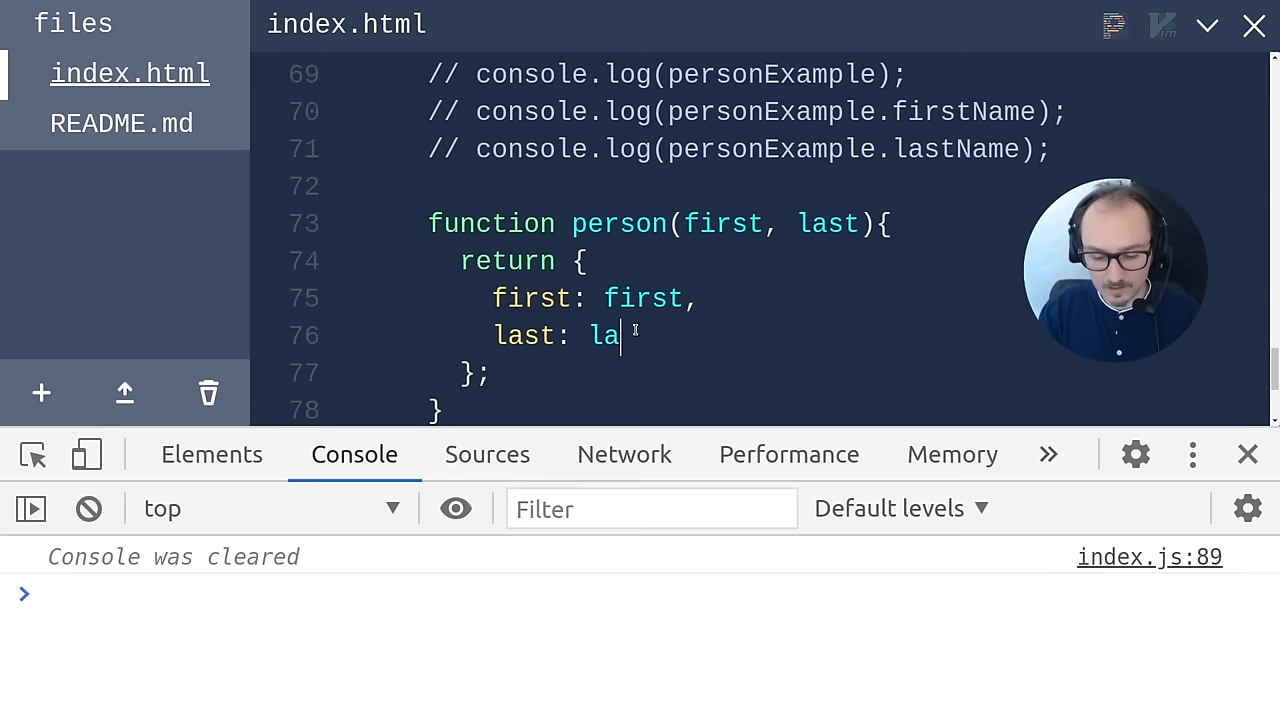 files
index.html
README.md
index.html
69 // console.log(personExample);
70 // console.log(personExample.firstName);
71 // console.log(personExample.lastName);
72
73 function person(first, last){
74 return {
75 first: first,
76 last: la
77 };
78 }
Elements Console Sources Network Performance Memory
top Filter Default levels
Console was cleared index.js:89